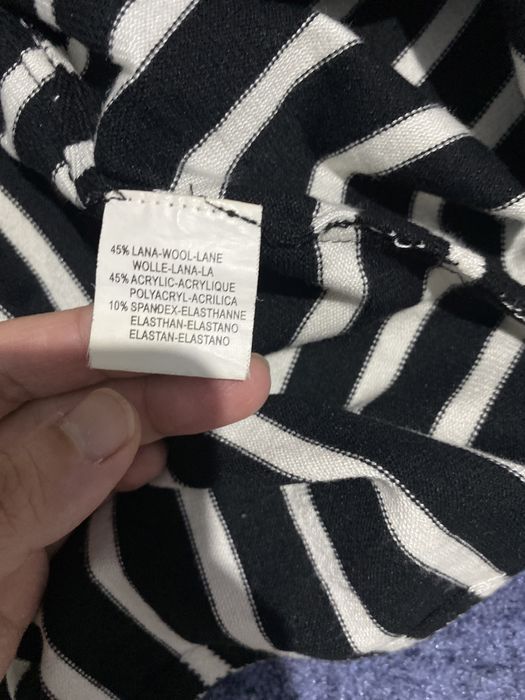 45% LANA-WOOL-LANE
WOLLE-LANA-LA
45% ACRYLIC-ACRYLIQUE
POLYACRYL-ACRILICA
10% SPANDEX-ELASTHANNE
ELASTHAN-ELASTANO
ELASTAN-ELASTANO